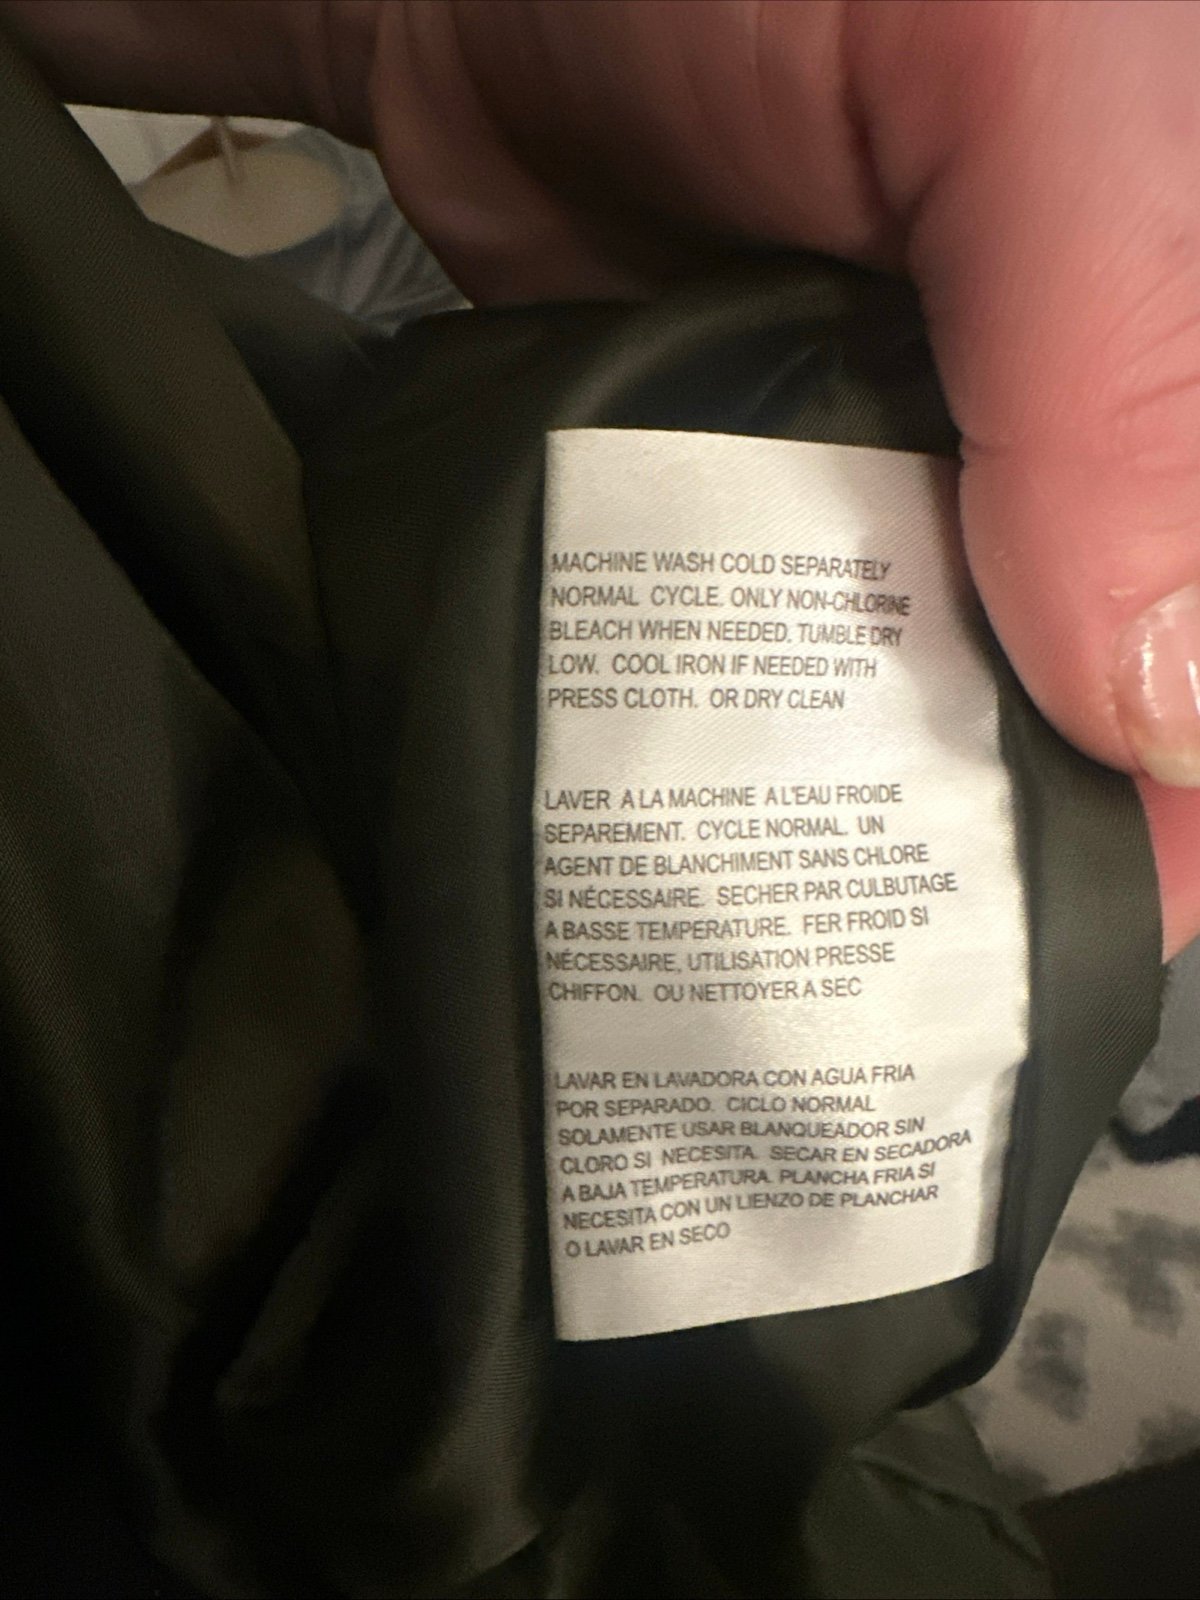 MACHINE WASH COLD SEPARATELY
NORMAL CYCLE. ONLY NON-CHLORINE
BLEACH WHEN NEEDED. TUMBLE DRY
LOW. COOL IRON IF NEEDED WITH
PRESS CLOTH. OR DRY CLEAN
LAVER A LA MACHINE A L'EAU FROIDE
SEPAREMENT. CYCLE NORMAL. UN
AGENT DE BLANCHIMENT SANS CHLORE
SI NÉCESSAIRE. SECHER PAR CULBUTAGE
A BASSE TEMPERATURE. FER FROID SI
NÉCESSAIRE, UTILISATION PRESSE
CHIFFON. OU NETTOYER A SEC
LAVAR EN LAVADORA CON AGUA FRIA
POR SEPARADO. CICLO NORMAL
SOLAMENTE USAR BLANQUEADOR SIN
CLORO SI NECESITA. SECAR EN SECADORA
A BAJA TEMPERATURA. PLANCHA FRIA SI
NECESITA CON UN LIENZO DE PLANCHAR
O LAVAR EN SECO